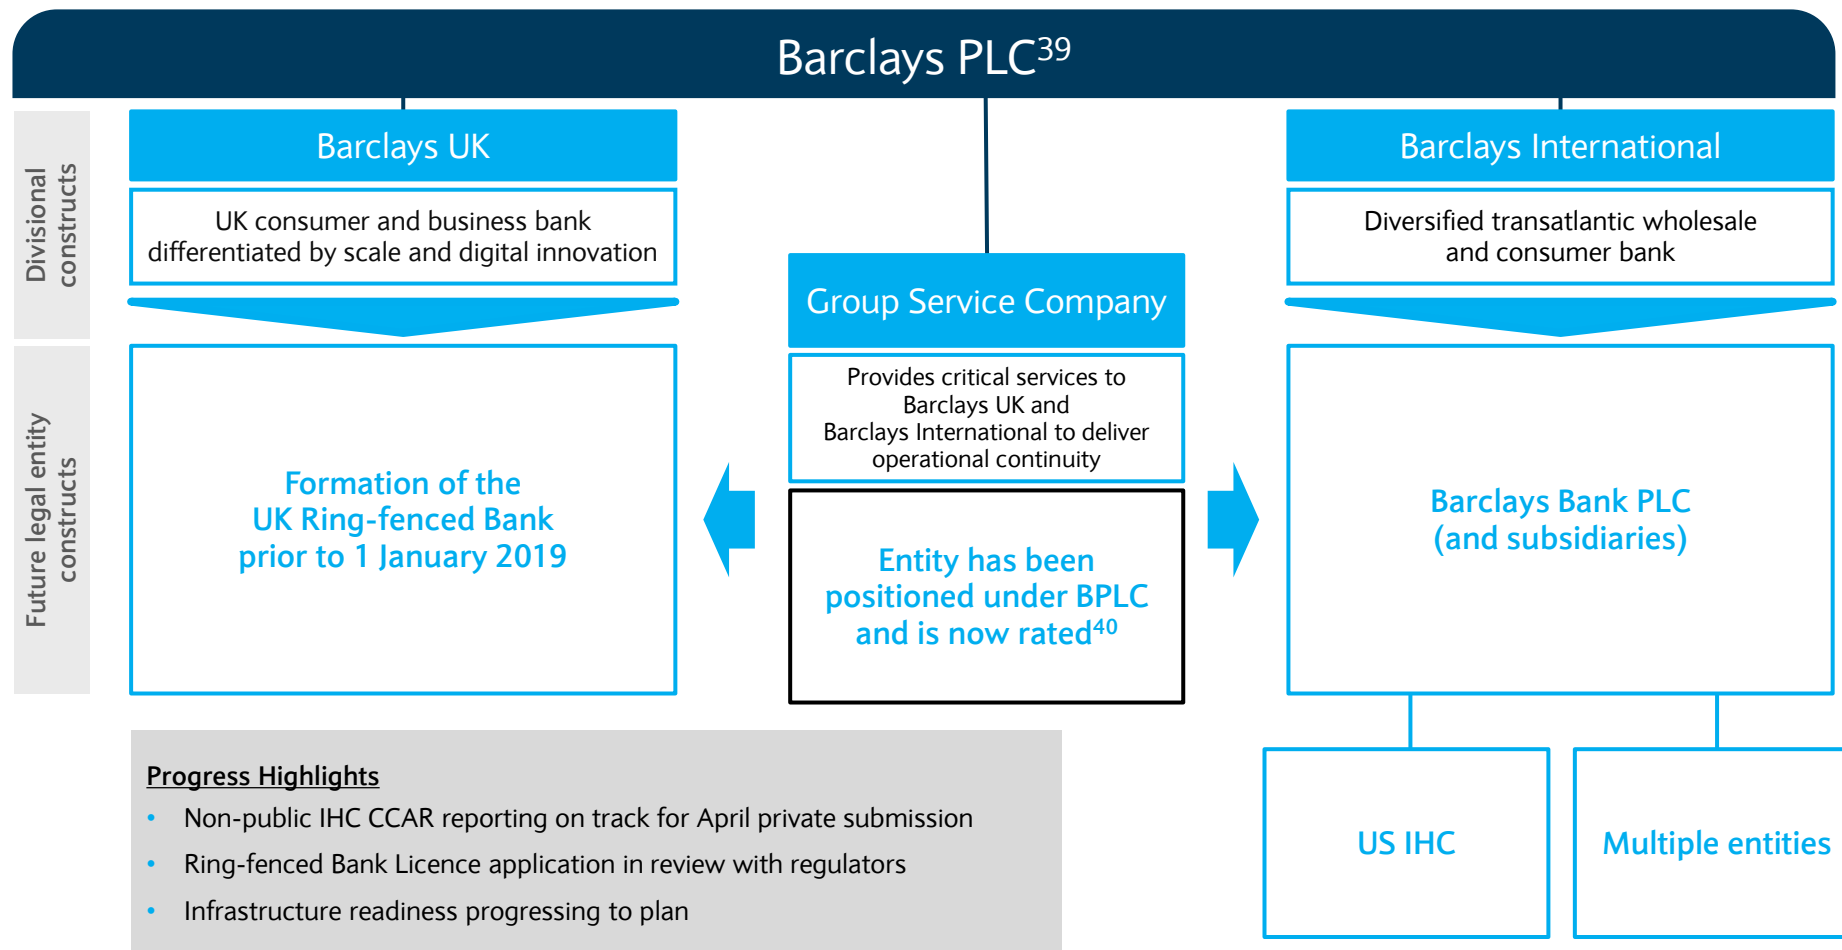 Barclays PLC39
Divisional
constructs
Barclays UK
UK consumer and business bank
differentiated by scale and digital innovation
Group Service Company
Provides critical services to
Barclays UK and
Barclays International to deliver
operational continuity
Barclays International
Diversified transatlantic wholesale
and consumer bank
Future legal entity
constructs
Formation of the
UK Ring-fenced Bank
prior to 1 January 2019
Entity has been
positioned under BPLC
and is now rated40
Barclays Bank PLC
(and subsidiaries)
US IHC
Multiple entities
Progress Highlights
• Non-public IHC CCAR reporting on track for April private submission
• Ring-fenced Bank Licence application in review with regulators
• Infrastructure readiness progressing to plan